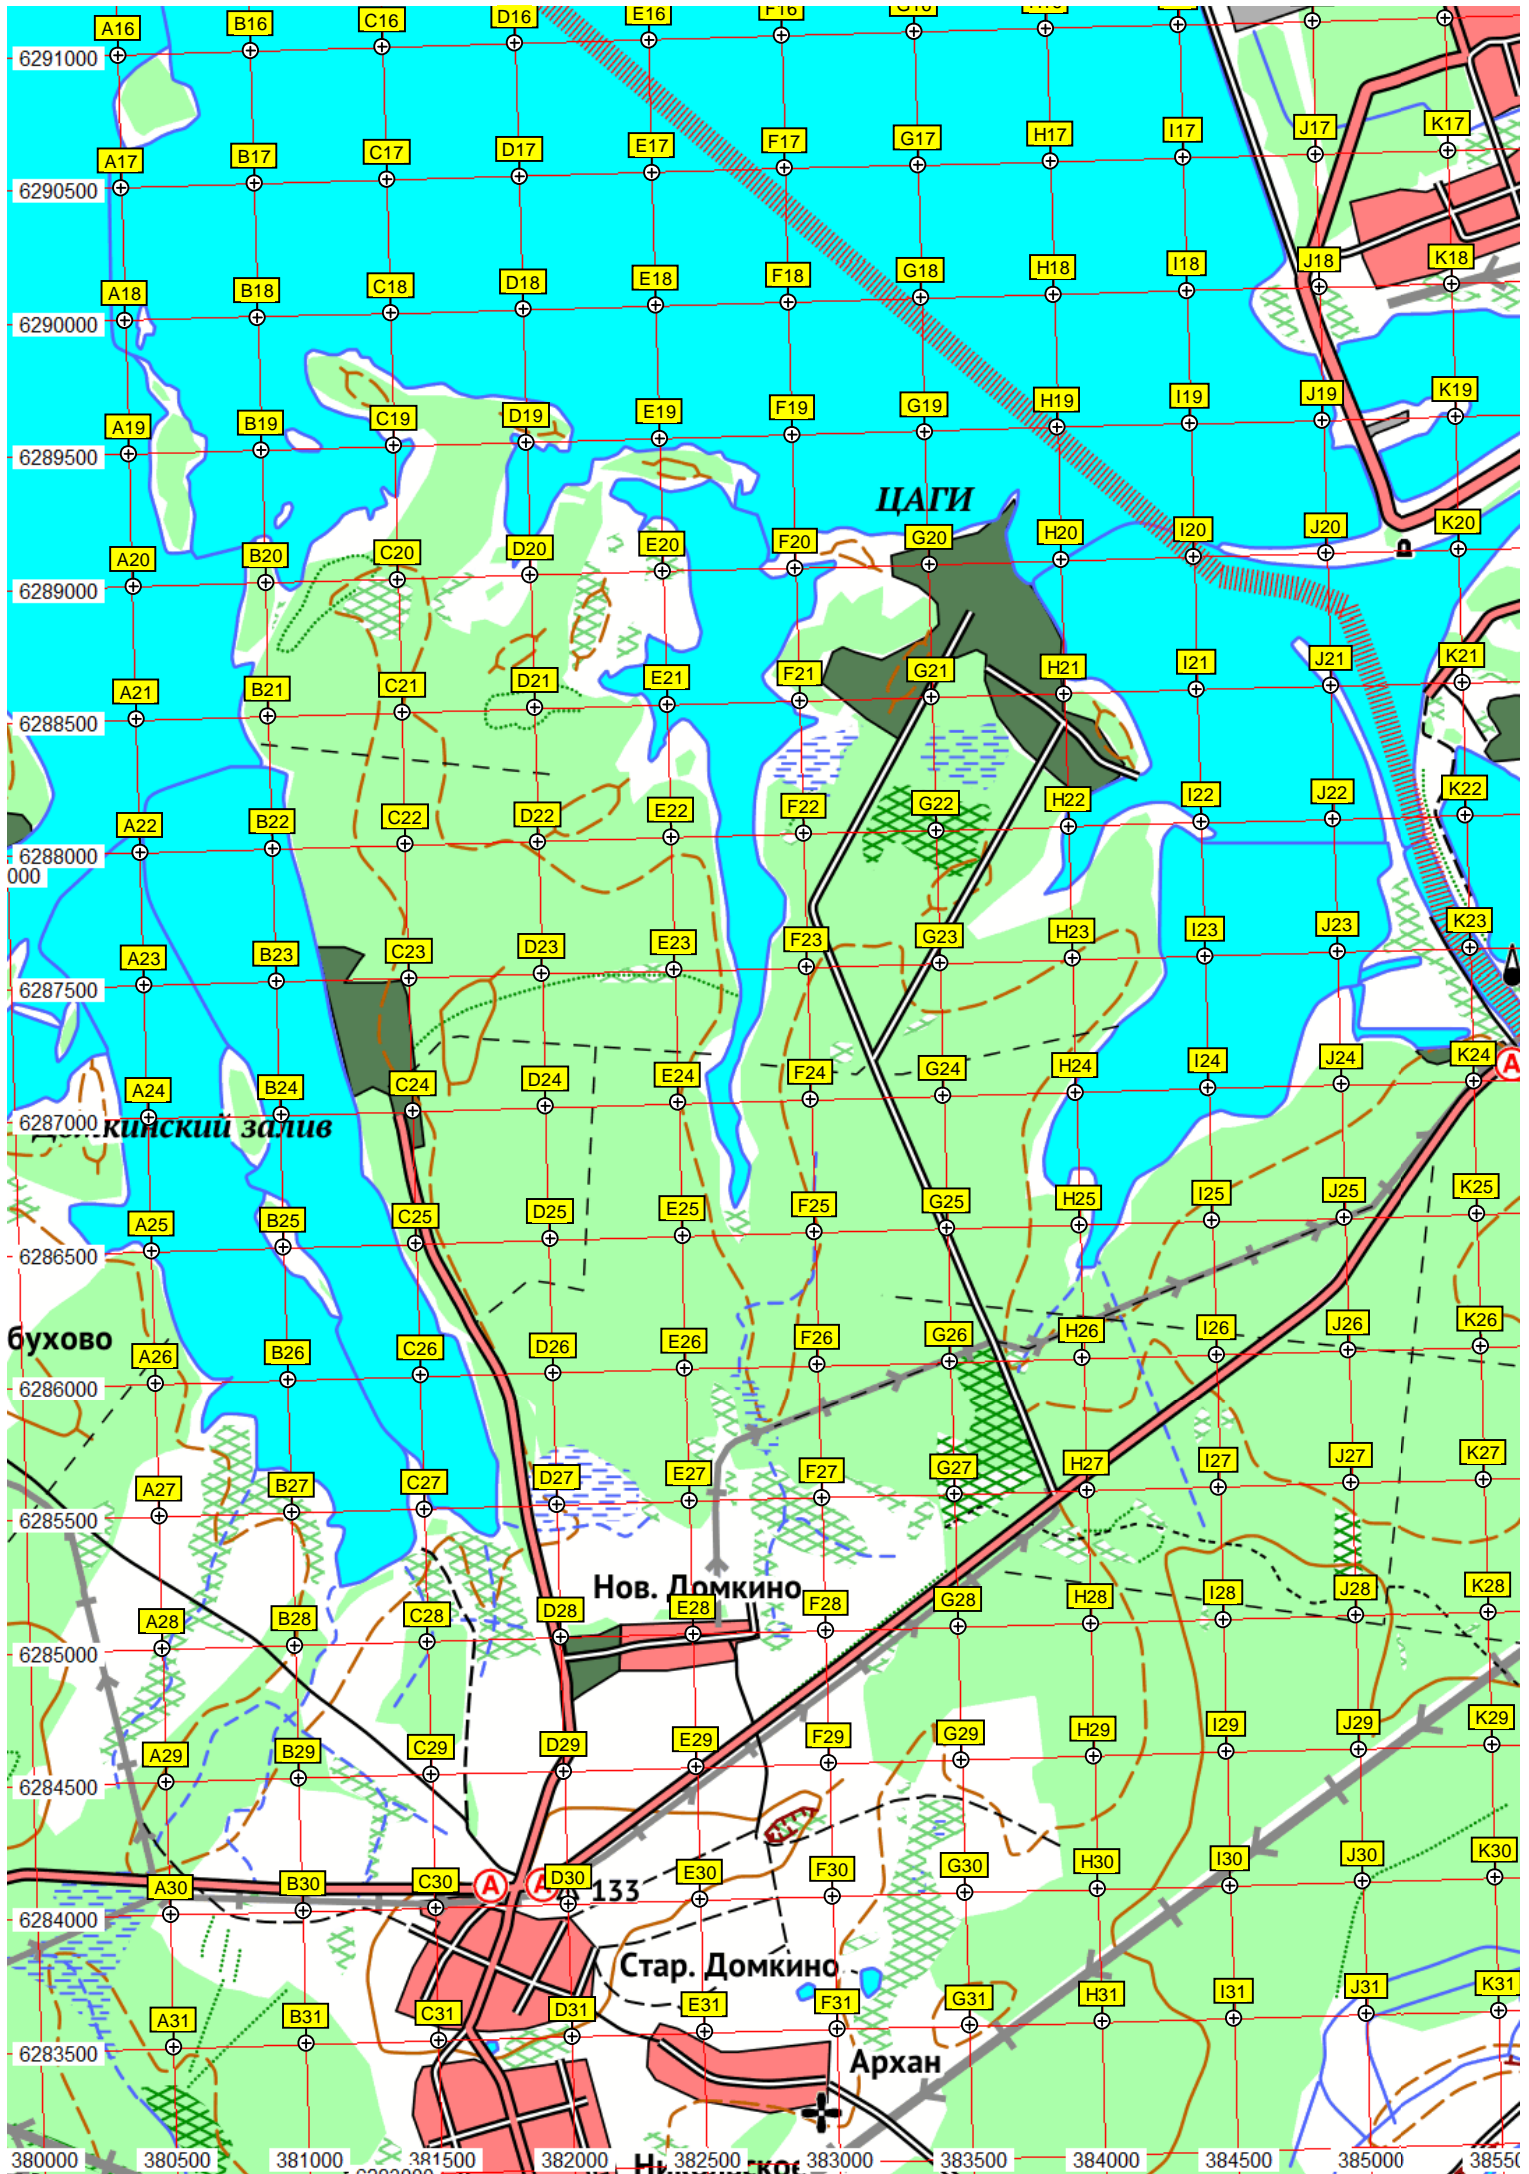 A16 B16 C16 D16 E16 F16 G16
6291000
A17 B17 C17 D17 E17 F17 G17 H17 I17 J17 K17
6290500
A18 B18 C18 D18 E18 F18 G18 H18 I18 J18 K18
6290000
A19 B19 C19 D19 E19 F19 G19 H19 I19 J19 K19
6289500
ЦАГИ
A20 B20 C20 D20 E20 F20 G20 H20 I20 J20 K20
6289000
A21 B21 C21 D21 E21 F21 G21 H21 I21 J21 K21
6288500
A22 B22 C22 D22 E22 F22 G22 H22 I22 J22 K22
6288000
000
A23 B23 C23 D23 E23 F23 G23 H23 I23 J23 K23
6287500
A24 B24 C24 D24 E24 F24 G24 H24 I24 J24 K24
A
6287000
Домкинский залив
A25 B25 C25 D25 E25 F25 G25 H25 I25 J25 K25
6286500
бухово
A26 B26 C26 D26 E26 F26 G26 H26 I26 J26 K26
6286000
A27 B27 C27 D27 E27 F27 G27 H27 I27 J27 K27
6285500
Нов. Домкино
A28 B28 C28 D28 E28 F28 G28 H28 I28 J28 K28
6285000
A29 B29 C29 D29 E29 F29 G29 H29 I29 J29 K29
6284500
A30 B30 C30 D30 E30 F30 G30 H30 I30 J30 K30
A A 133
6284000
Стар. Домкино
A31 B31 C31 D31 E31 F31 G31 H31 I31 J31 K31
6283500
Архан
380000 380500 381000 381500 382000 382500 383000 383500 384000 384500 385000 38550